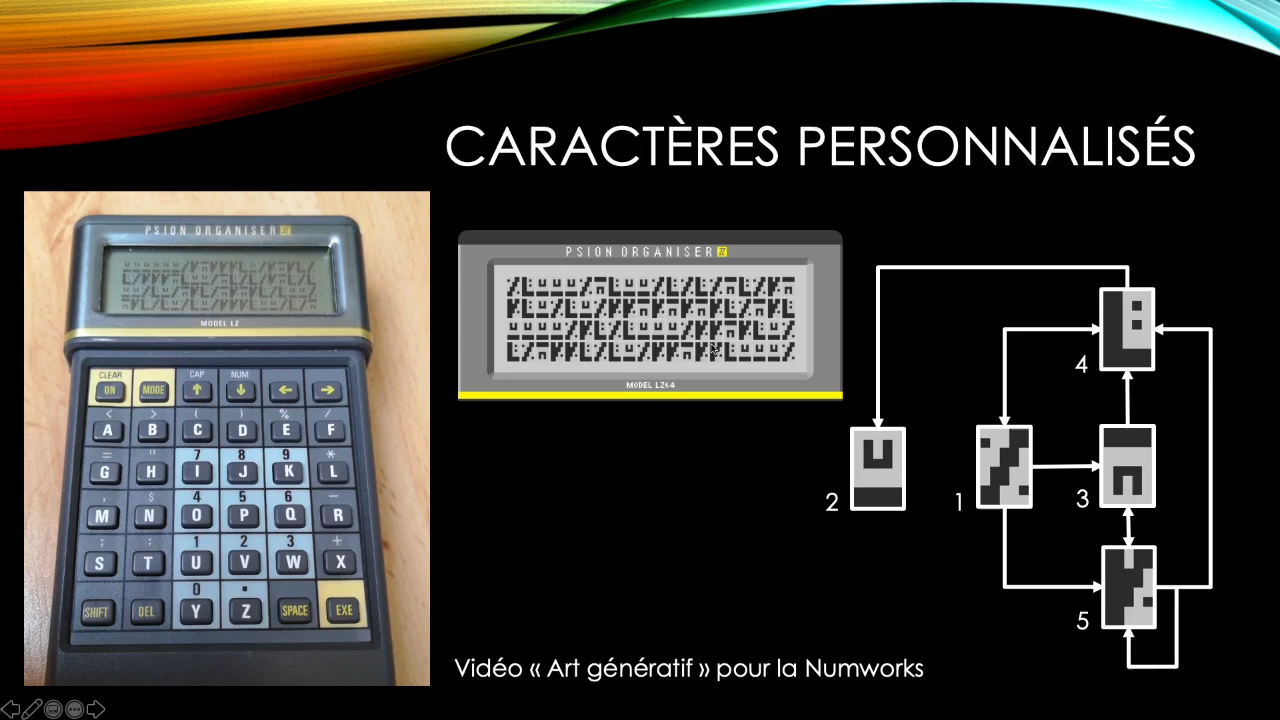 CARACTÈRES PERSONNALISÉS
PSION ORGANISER II
MODEL LZ
CLEAR CAP NUM
ON MODE ↑ ↓ ← →
< > ( ) % /
A B C D E F
= " 7 8 9 *
G H I J K L
, $ 4 5 6 −
M N O P Q R
; : 1 2 3 +
S T U V W X
0 .
SHIFT DEL Y Z SPACE EXE
PSION ORGANISER II
MODEL LZ64
4
2
1
3
5
Vidéo « Art génératif » pour la Numworks